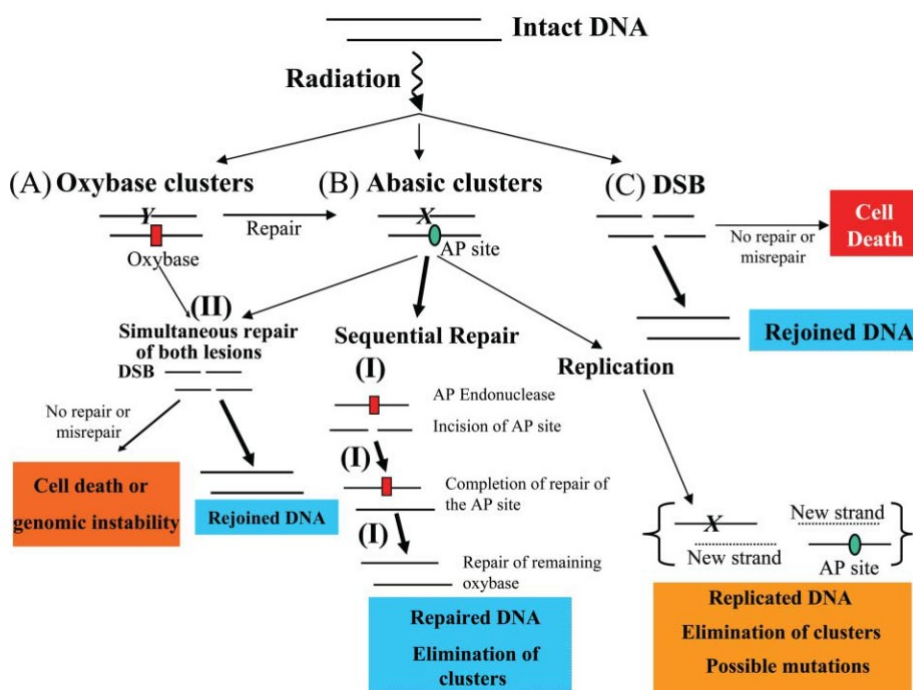 Intact DNA
Radiation
(A) Oxybase clusters
(B) Abasic clusters
(C) DSB
Y
Oxybase
Repair
X
AP site
No repair or
misrepair
Cell
Death
Rejoined DNA
(II)
Simultaneous repair
of both lesions
DSB
No repair or
misrepair
Cell death or
genomic instability
Rejoined DNA
Sequential Repair
(I)
AP Endonuclease
Incision of AP site
(I)
Completion of repair of
the AP site
(I)
Repair of remaining
oxybase
Repaired DNA
Elimination of
clusters
Replication
X
New strand
New strand
AP site
Replicated DNA
Elimination of clusters
Possible mutations